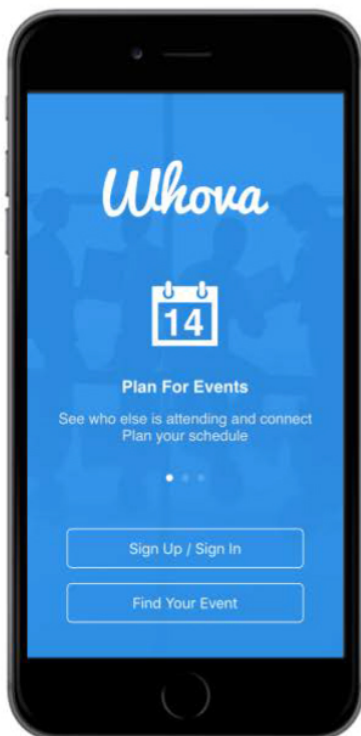 Whova
14
Plan For Events
See who else is attending and connect
Plan your schedule
Sign Up / Sign In
Find Your Event